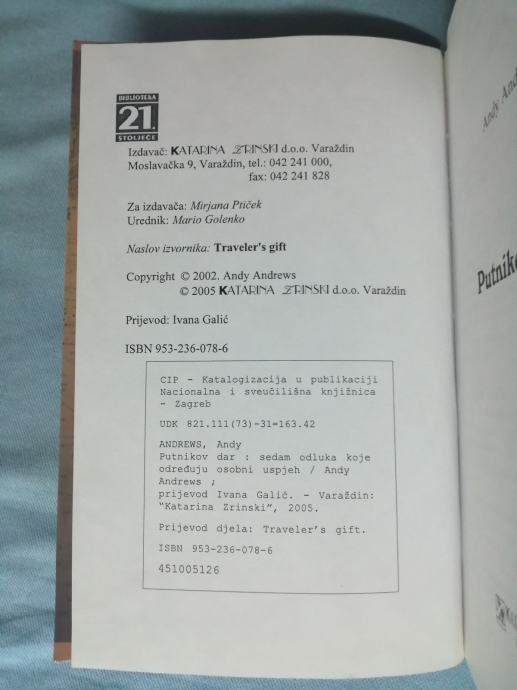 BIBLIOTEKA
21.
STOLJEĆE
Izdavač: KATARINA ZRINSKI d.o.o. Varaždin
Moslavačka 9, Varaždin, tel.: 042 241 000,
fax: 042 241 828
Za izdavača: Mirjana Ptiček
Urednik: Mario Golenko
Naslov izvornika: Traveler's gift
Copyright © 2002. Andy Andrews
© 2005 KATARINA ZRINSKI d.o.o. Varaždin
Prijevod: Ivana Galić
ISBN 953-236-078-6
CIP - Katalogizacija u publikaciji
Nacionalna i sveučilišna knjižnica
- Zagreb
UDK 821.111(73)-31=163.42
ANDREWS, Andy
Putnikov dar : sedam odluka koje
određuju osobni uspjeh / Andy
Andrews ;
prijevod Ivana Galić. - Varaždin:
"Katarina Zrinski", 2005.
Prijevod djela: Traveler's gift.
ISBN 953-236-078-6
451005126
Andy